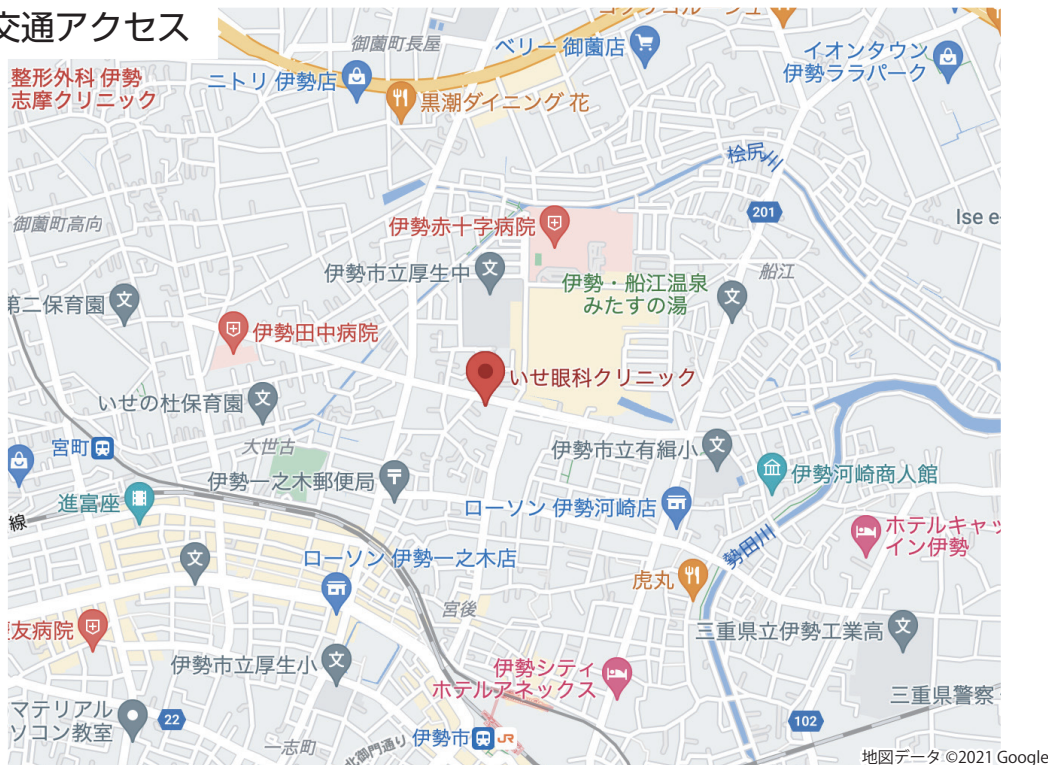 交通アクセス
御薗町長屋
ベリー 御薗店
イオンタウン
伊勢ララパーク
整形外科 伊勢
志摩クリニック
ニトリ 伊勢店
黒潮ダイニング 花
桧尻川
201
Ise e
御薗町高向
伊勢赤十字病院
伊勢市立厚生中
伊勢・船江温泉
みたすの湯
船江
第二保育園
伊勢田中病院
いせ眼科クリニック
いせの杜保育園
大世古
宮町
伊勢市立有緝小
伊勢一之木郵便局
伊勢河崎商人館
進富座
線
ローソン 伊勢河崎店
ホテルキャッ
イン伊勢
勢田川
ローソン 伊勢一之木店
虎丸
宮後
友病院
三重県立伊勢工業高
伊勢市立厚生小
伊勢シティ
ホテルアネックス
三重県警察
マテリアル
ソコン教室
22
102
一志町
北御門通り
伊勢市
JR
地図データ ©2021 Google